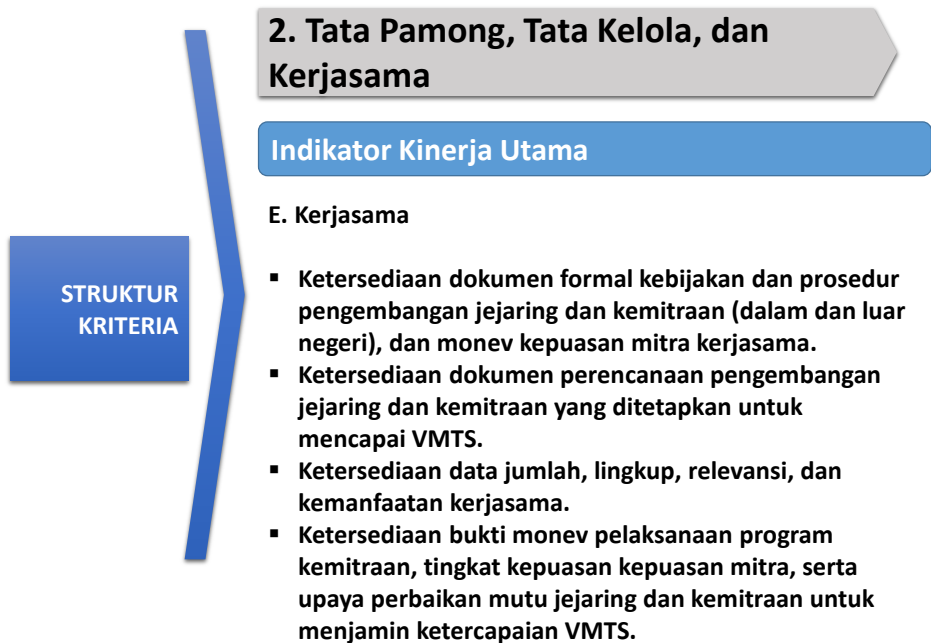 2. Tata Pamong, Tata Kelola, dan
Kerjasama
Indikator Kinerja Utama
STRUKTUR
KRITERIA
E. Kerjasama
▪ Ketersediaan dokumen formal kebijakan dan prosedur
pengembangan jejaring dan kemitraan (dalam dan luar
negeri), dan monev kepuasan mitra kerjasama.
▪ Ketersediaan dokumen perencanaan pengembangan
jejaring dan kemitraan yang ditetapkan untuk
mencapai VMTS.
▪ Ketersediaan data jumlah, lingkup, relevansi, dan
kemanfaatan kerjasama.
▪ Ketersediaan bukti monev pelaksanaan program
kemitraan, tingkat kepuasan kepuasan mitra, serta
upaya perbaikan mutu jejaring dan kemitraan untuk
menjamin ketercapaian VMTS.